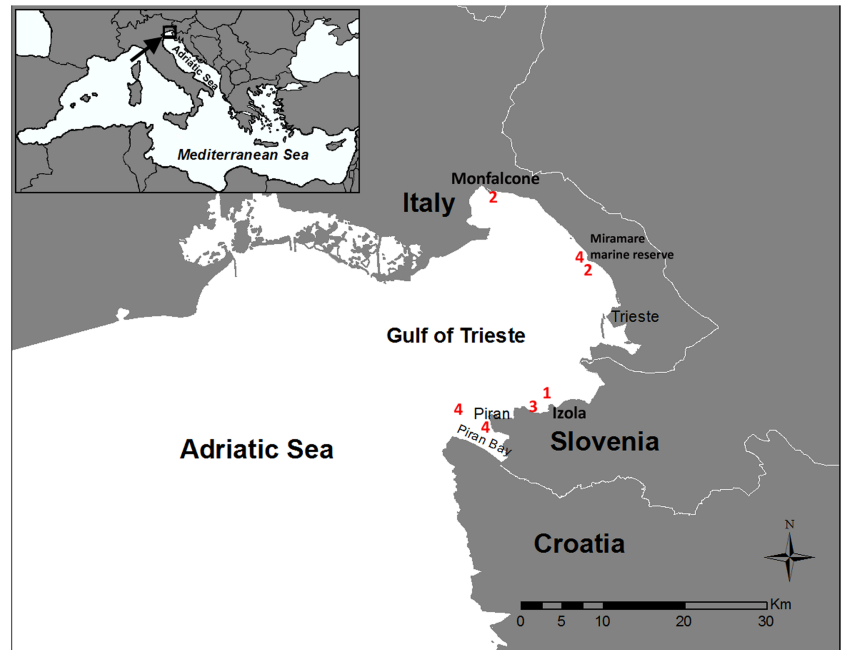 Adriatic Sea
Mediterranean Sea
Monfalcone
2
Italy
Miramare
marine reserve
4
2
Trieste
Gulf of Trieste
1
3
Izola
4
Piran
4
Piran Bay
Slovenia
Adriatic Sea
Croatia
N
Km
0 5 10 20 30